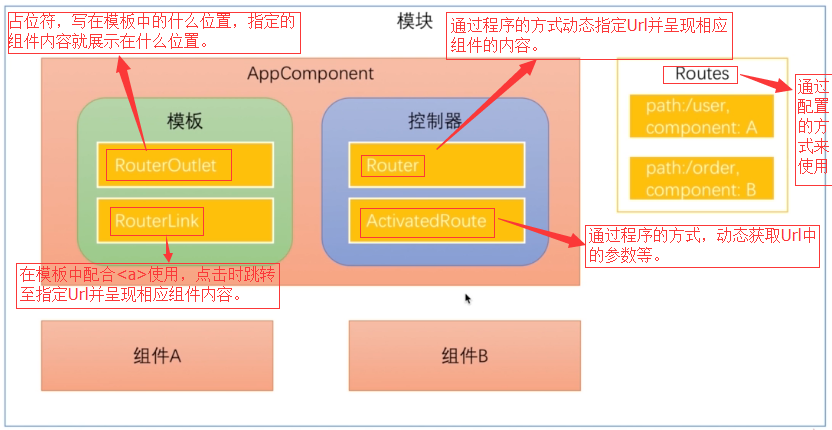 占位符，写在模板中的什么位置，指定的
组件内容就展示在什么位置。
模块
通过程序的方式动态指定Url并呈现相应
组件的内容。
AppComponent
Routes
通过
配置
的方
式来
使用
path:/user,
component: A
path:/order,
component: B
模板
RouterOutlet
RouterLink
控制器
Router
ActivatedRoute
通过程序的方式，动态获取Url中
的参数等。
在模板中配合<a>使用，点击时跳转
至指定Url并呈现相应组件内容。
组件A
组件B